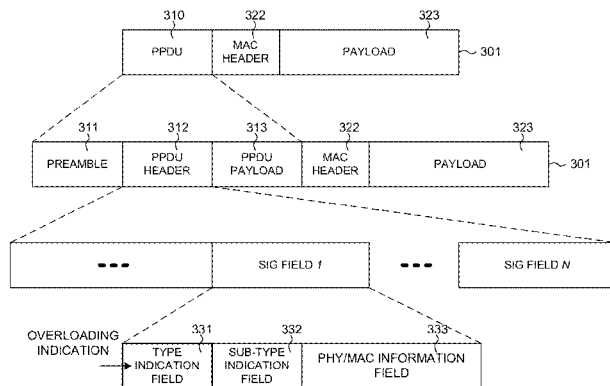 310 322 323
PPDU MAC HEADER PAYLOAD 301
311 312 313 322 323
PREAMBLE PPDU HEADER PPDU PAYLOAD MAC HEADER PAYLOAD 301
SIG FIELD 1 SIG FIELD N
OVERLOADING INDICATION 331 332 333
TYPE INDICATION FIELD SUB-TYPE INDICATION FIELD PHY/MAC INFORMATION FIELD